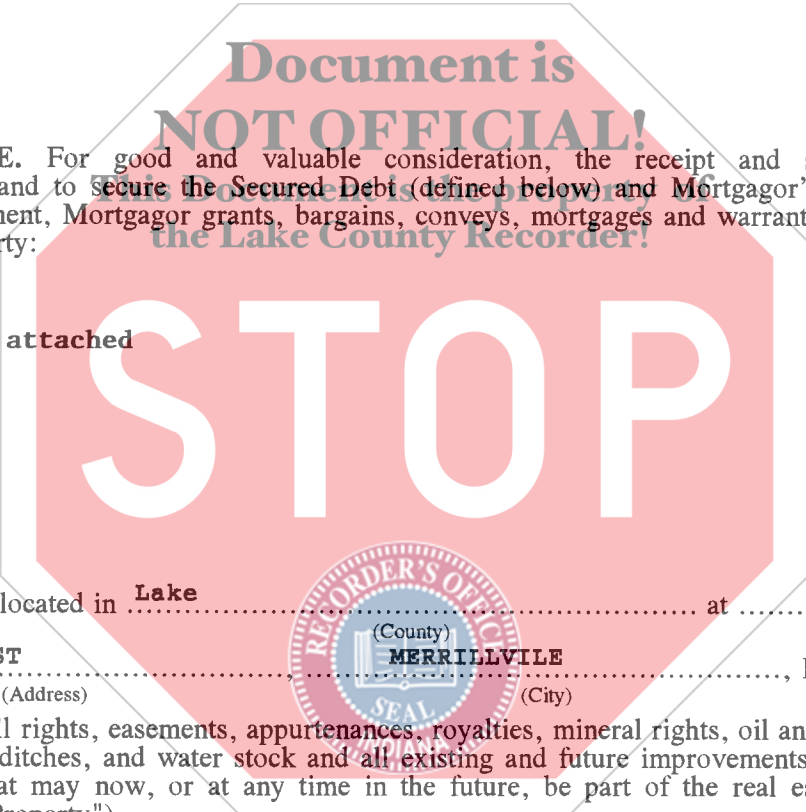 Document is
NOT OFFICIAL!
E. For good and valuable consideration, the receipt and
This Document is the property of
and to secure the Secured Debt (defined below) and Mortgagor'
ment, Mortgagor grants, bargains, conveys, mortgages and warrant
the Lake County Recorder!
rty:
attached
STOP
located in Lake at
(County)
ST, MERRILLVILE,
(Address) (City)
ll rights, easements, appurtenances, royalties, mineral rights, oil an
ditches, and water stock and all existing and future improvements
at may now, or at any time in the future, be part of the real es
Property")
RECORDER'S OFFICE
SEAL
INDIANA